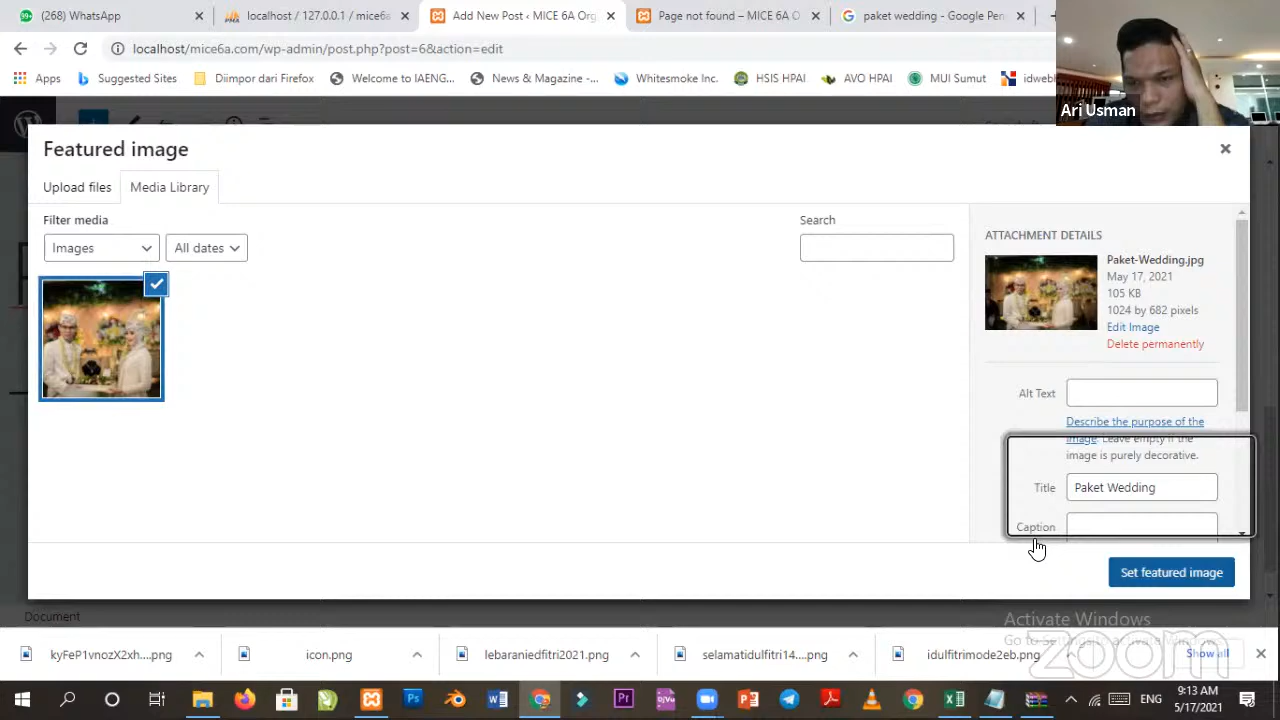 (268) WhatsApp
localhost / 127.0.0.1 / mice6a
Add New Post ‹ MICE 6A Org
Page not found – MICE 6A O
paket wedding - Google Pen
localhost/mice6a.com/wp-admin/post.php?post=6&action=edit
Apps
Suggested Sites
Diimpor dari Firefox
Welcome to IAENG...
News & Magazine -...
Whitesmoke Inc.
HSIS HPAI
AVO HPAI
MUI Sumut
idwebh
Ari Usman
Featured image
Upload files
Media Library
Filter media
Images
All dates
Search
ATTACHMENT DETAILS
Paket-Wedding.jpg
May 17, 2021
105 KB
1024 by 682 pixels
Edit Image
Delete permanently
Alt Text
Describe the purpose of the
image. Leave empty if the
image is purely decorative.
Title
Paket Wedding
Caption
Set featured image
Document
Activate Windows
Go to Settings to activate Windows.
zoom
kyFeP1vnozX2xh....png
icon.png
lebaraniedfitri2021.png
selamatidulfitri14....png
idulfitrimode2eb.png
Show all
ENG
9:13 AM
5/17/2021